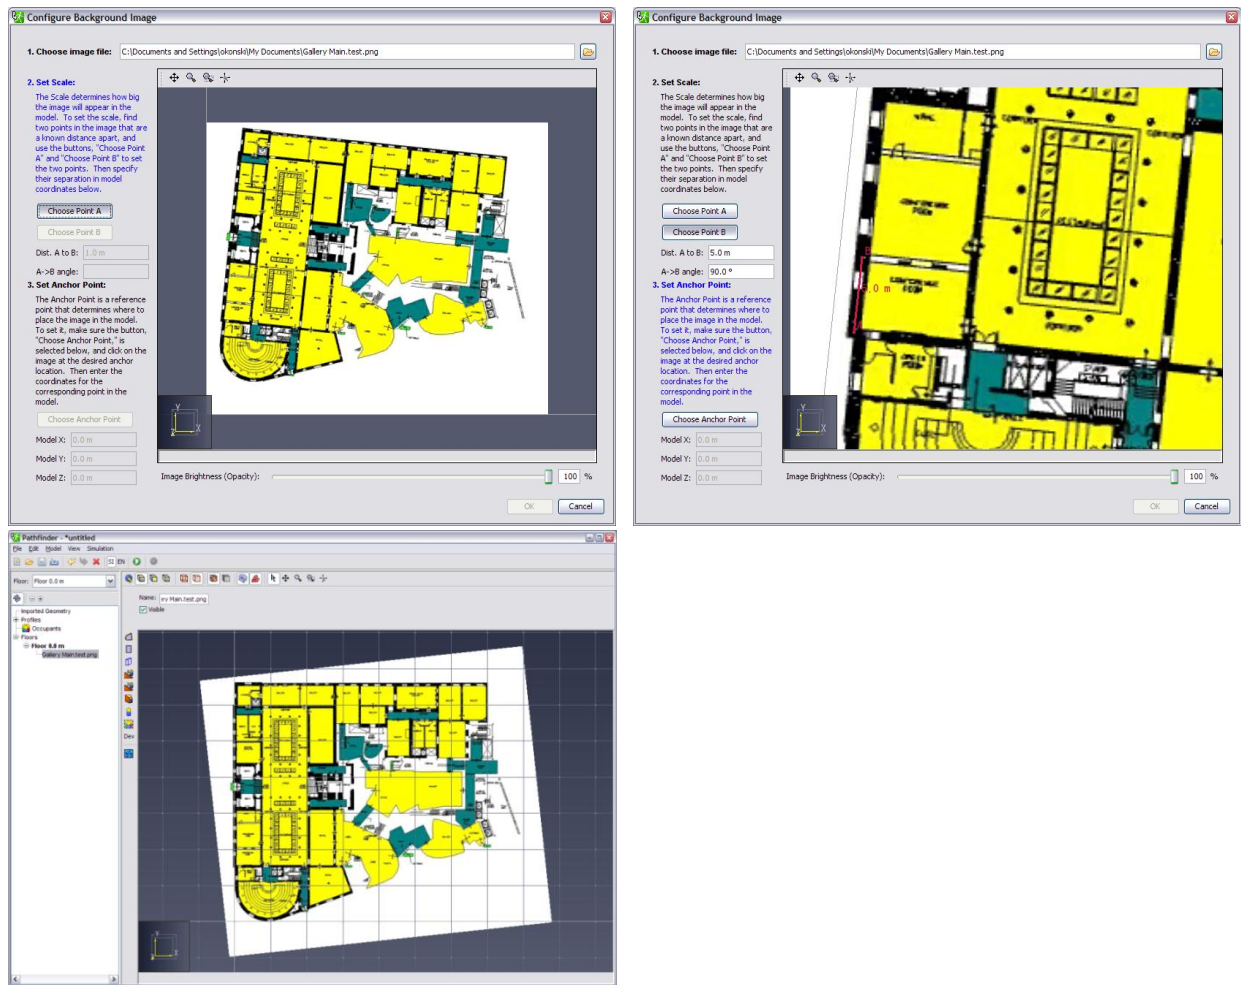 Configure Background Image
1. Choose image file: C:\Documents and Settings\okonski\My Documents\Gallery Main.test.png
2. Set Scale:
The Scale determines how big
the image will appear in the
model. To set the scale, find
two points in the image that are
a known distance apart, and
use the buttons, "Choose Point
A" and "Choose Point B" to set
the two points. Then specify
their separation in model
coordinates below.
Choose Point A
Choose Point B
Dist. A to B: 1.0 m
A->B angle:
3. Set Anchor Point:
The Anchor Point is a reference
point that determines where to
place the image in the model.
To set it, make sure the button,
"Choose Anchor Point," is
selected below, and click on the
image at the desired anchor
location. Then enter the
coordinates for the
corresponding point in the
model.
Choose Anchor Point
Model X: 0.0 m
Model Y: 0.0 m
Model Z: 0.0 m
Y
Z X
Image Brightness (Opacity): 100 %
OK Cancel
Configure Background Image
1. Choose image file: C:\Documents and Settings\okonski\My Documents\Gallery Main.test.png
2. Set Scale:
The Scale determines how big
the image will appear in the
model. To set the scale, find
two points in the image that are
a known distance apart, and
use the buttons, "Choose Point
A" and "Choose Point B" to set
the two points. Then specify
their separation in model
coordinates below.
Choose Point A
Choose Point B
Dist. A to B: 5.0 m
A->B angle: 90.0 °
3. Set Anchor Point:
The Anchor Point is a reference
point that determines where to
place the image in the model.
To set it, make sure the button,
"Choose Anchor Point," is
selected below, and click on the
image at the desired anchor
location. Then enter the
coordinates for the
corresponding point in the
model.
Choose Anchor Point
Model X: 0.0 m
Model Y: 0.0 m
Model Z: 0.0 m
Y
Z X
Image Brightness (Opacity): 100 %
OK Cancel
Pathfinder - *untitled
File Edit Model View Simulation
SI EN
Floor: Floor 0.0 m
Name: ry Main.test.png
Visible
Imported Geometry
Profiles
Occupants
Floors
Floor 0.0 m
Gallery Main.test.png
Dev